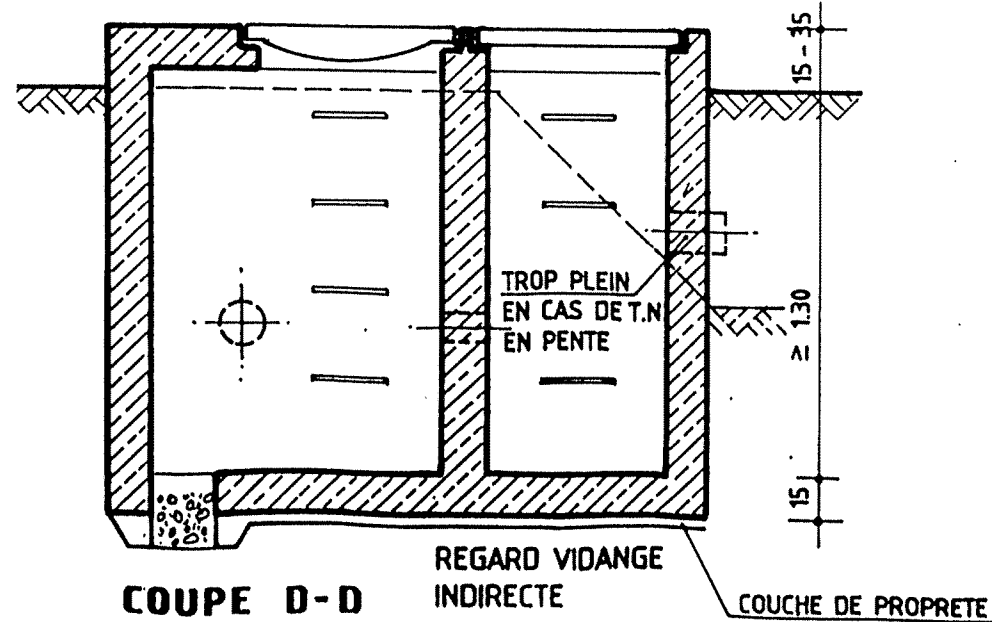 15-35
TROP PLEIN
EN CAS DE T.N
EN PENTE
≥ 1.30
15
REGARD VIDANGE
INDIRECTE
COUPE D-D
COUCHE DE PROPRETE